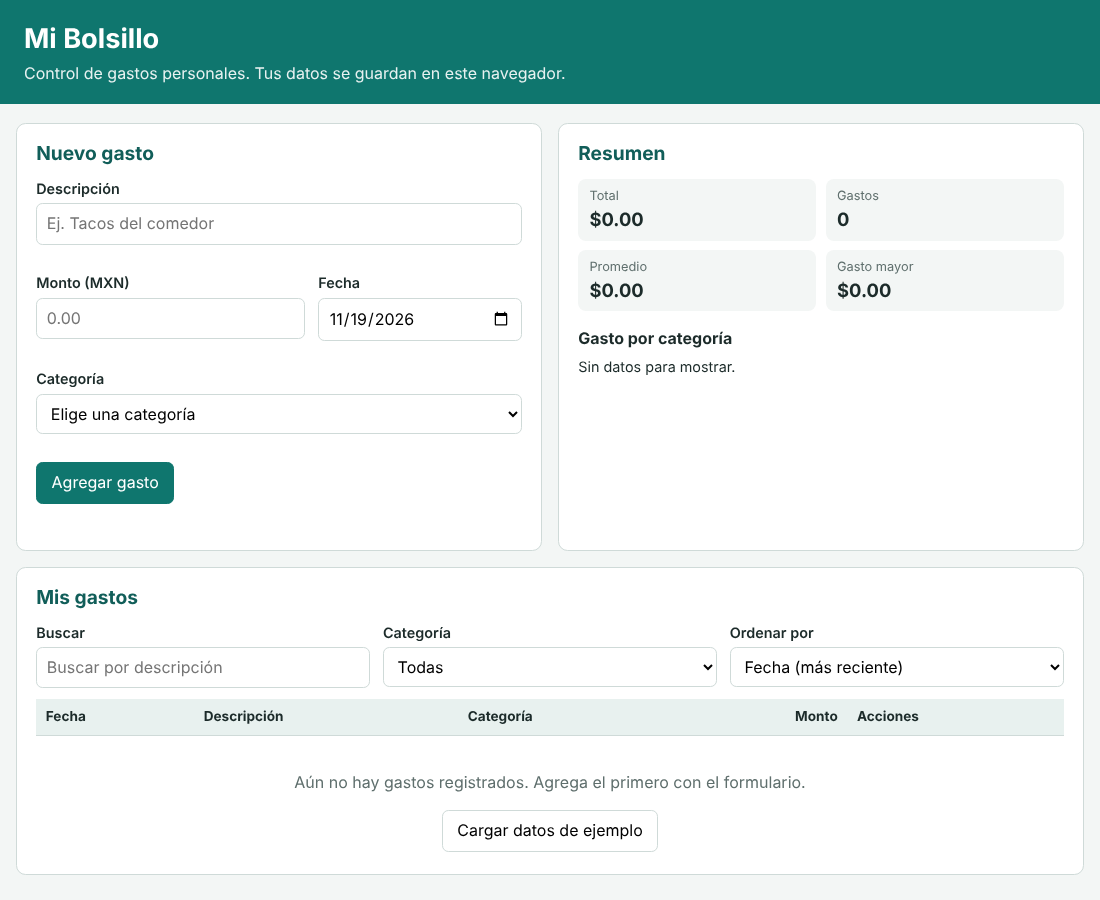 Mi Bolsillo
Control de gastos personales. Tus datos se guardan en este navegador.
Nuevo gasto
Descripción
Ej. Tacos del comedor
Monto (MXN)
Fecha
0.00
11/19/2026
Categoría
Elige una categoría
Agregar gasto
Resumen
Total
$0.00
Gastos
0
Promedio
$0.00
Gasto mayor
$0.00
Gasto por categoría
Sin datos para mostrar.
Mis gastos
Buscar
Buscar por descripción
Categoría
Todas
Ordenar por
Fecha (más reciente)
Fecha Descripción Categoría Monto Acciones
Aún no hay gastos registrados. Agrega el primero con el formulario.
Cargar datos de ejemplo